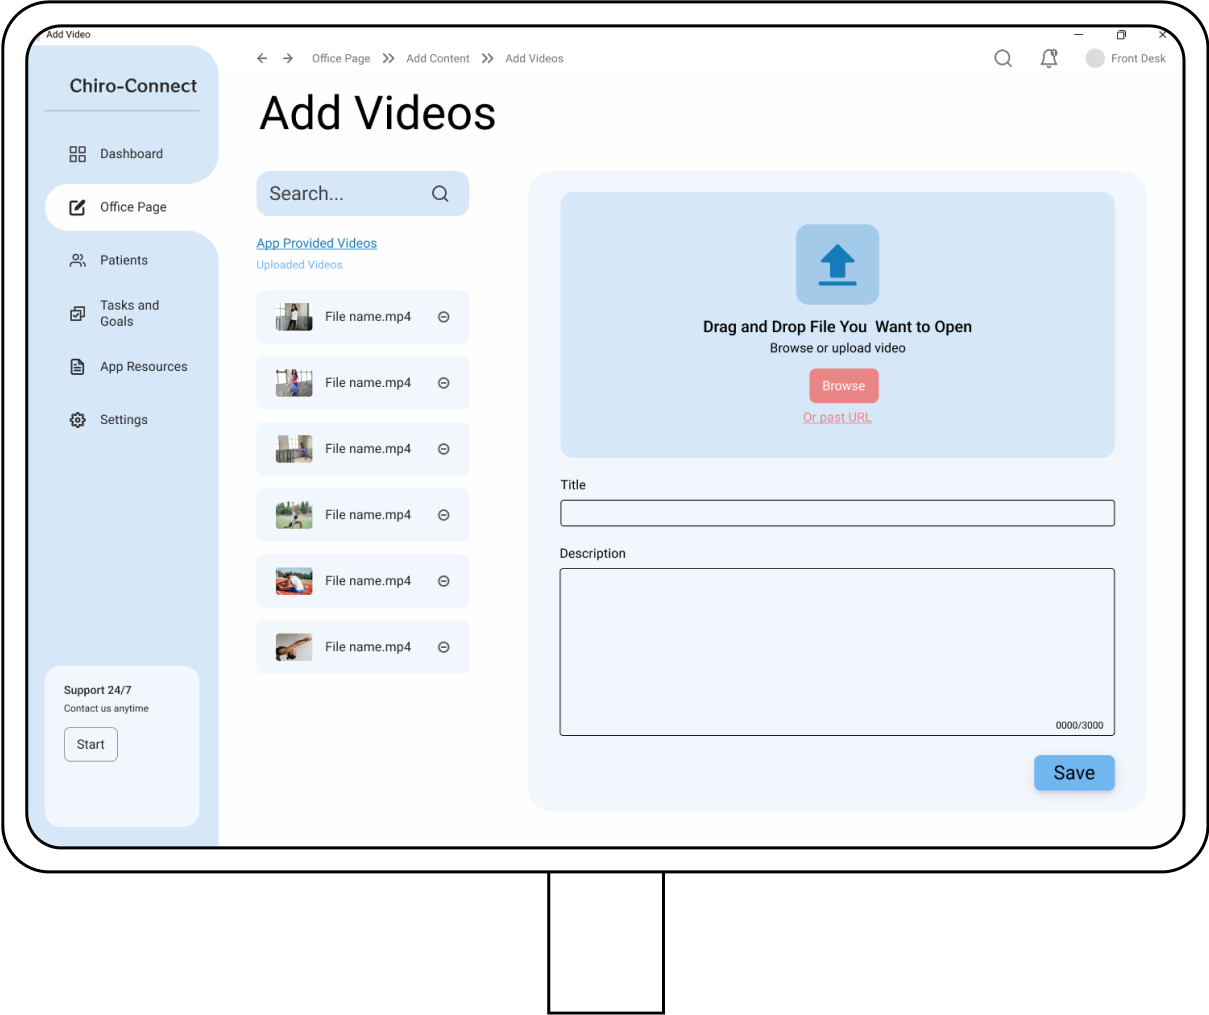 Add Video
Office Page
Add Content
Add Videos
Front Desk
Chiro-Connect
Dashboard
Office Page
Patients
Tasks and
Goals
App Resources
Settings
Support 24/7
Contact us anytime
Start
Add Videos
Search...
App Provided Videos
Uploaded Videos
File name.mp4
File name.mp4
File name.mp4
File name.mp4
File name.mp4
File name.mp4
Drag and Drop File You  Want to Open
Browse or upload video
Browse
Or past URL
Title
Description
0000/3000
Save